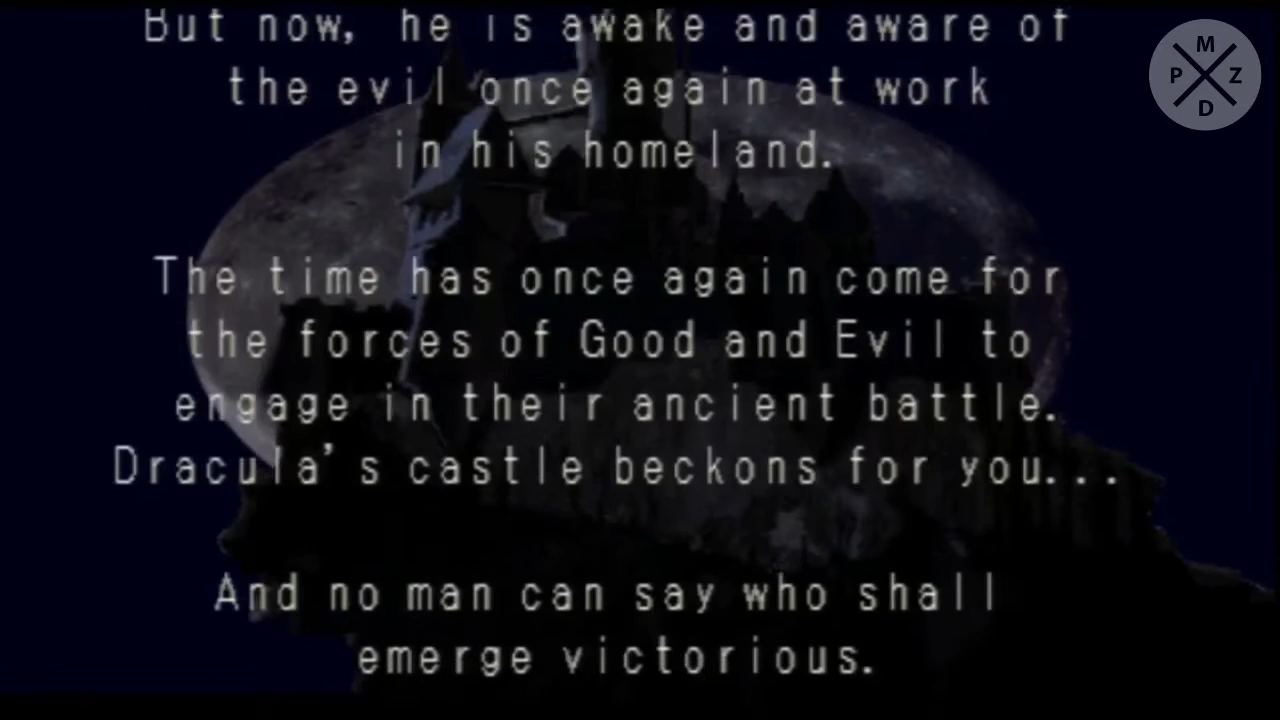 But now, he is awake and aware of
the evil once again at work
in his homeland.
The time has once again come for
the forces of Good and Evil to
engage in their ancient battle.
Dracula's castle beckons for you...
And no man can say who shall
emerge victorious.
M
P Z
D